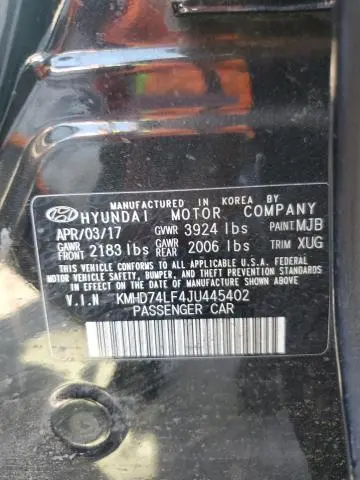 MANUFACTURED IN KOREA BY
HYUNDAI MOTOR COMPANY
APR/03/17 GVWR 3924 lbs PAINT MJB
GAWR FRONT 2183 lbs GAWR REAR 2006 lbs TRIM XUG
THIS VEHICLE CONFORMS TO ALL APPLICABLE U.S.A. FEDERAL
MOTOR VEHICLE SAFETY, BUMPER, AND THEFT PREVENTION
STANDARDS IN EFFECT ON THE DATE OF MANUFACTURE SHOWN ABOVE.
V.I.N KMHD74LF4JU445402
PASSENGER CAR